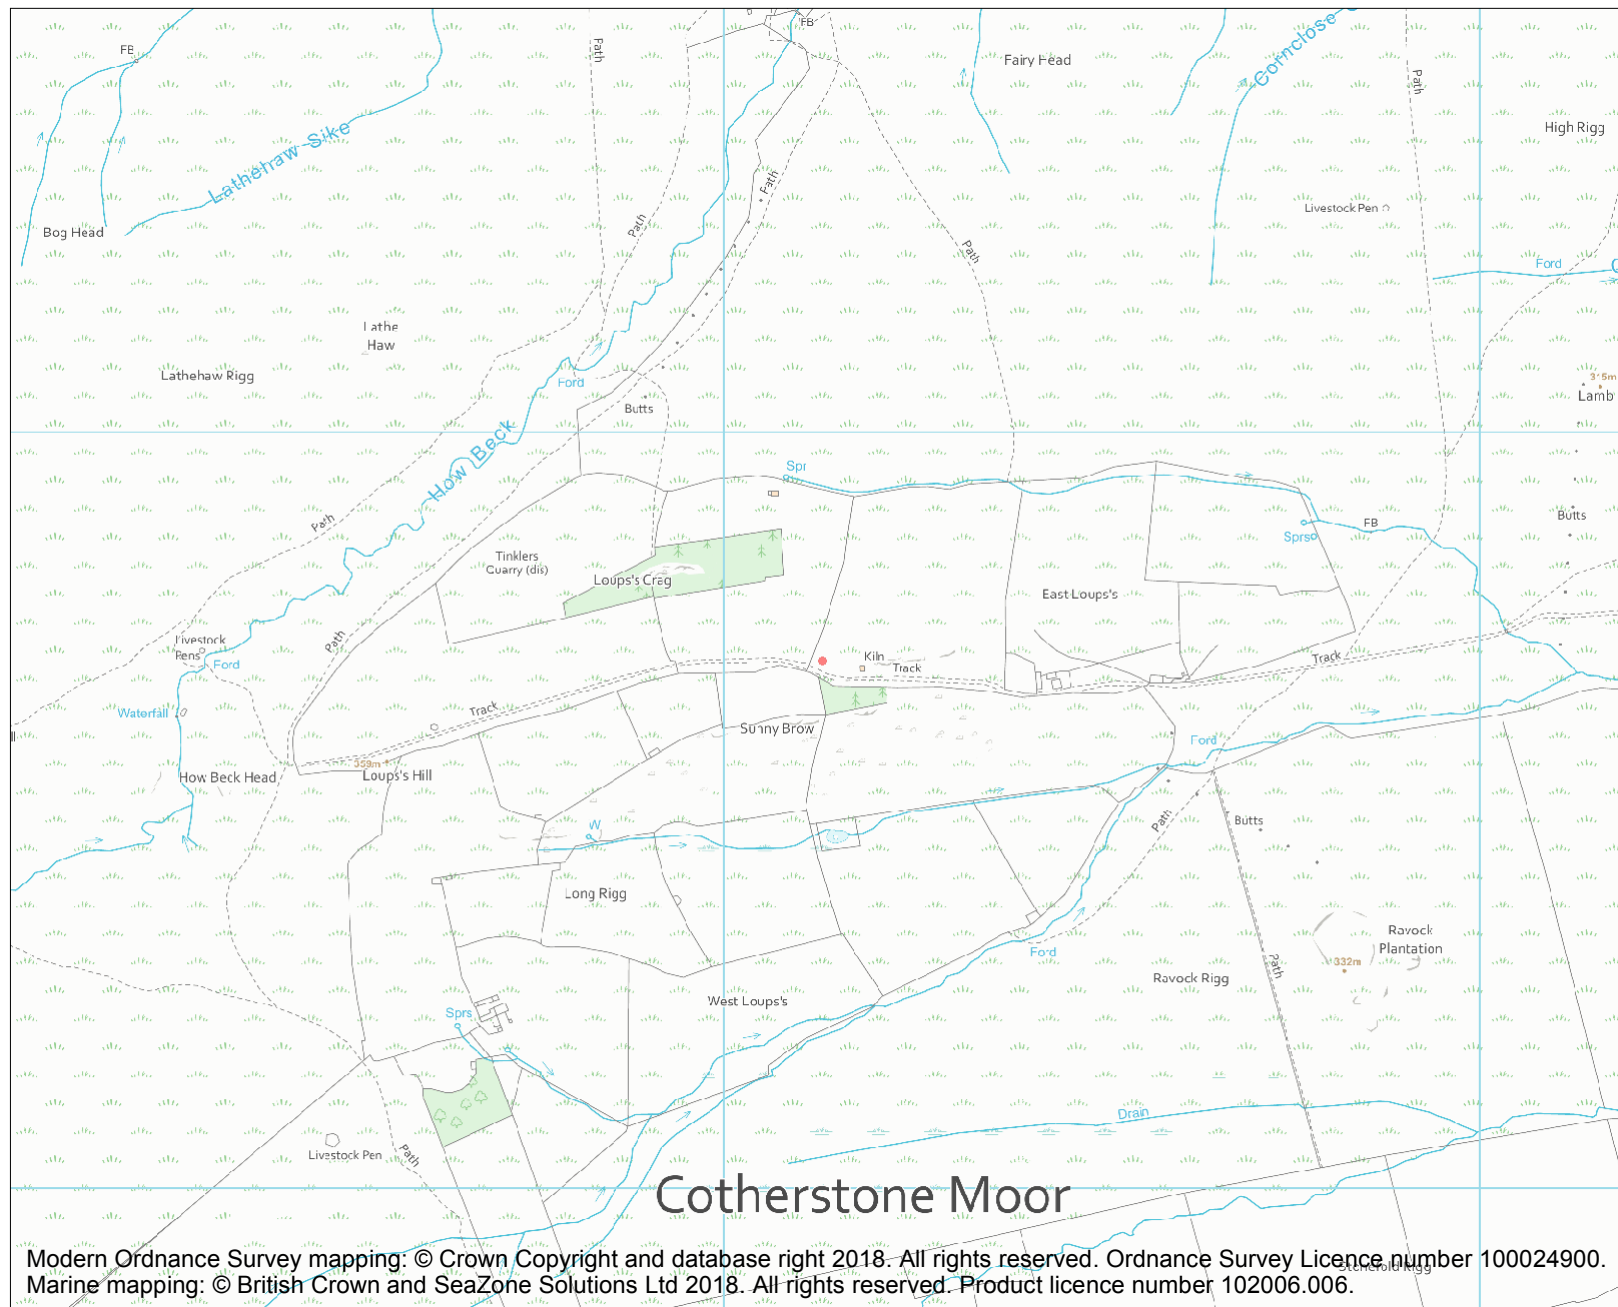 FB
Path
FB
Fairy Head
Cornclose
Path
High Rigg
Lathehaw Sike
Path
Livestock Pen
Bog Head
Path
Path
Ford
Lathe
Haw
Lathehaw Rigg
Ford
315m
Lamb
Butts
How Beck
Spr
Path
Butts
FB
Sprs
Tinklers
Quarry (dis)
Loups's Crag
East Loups's
Path
Livestock
Pens
Ford
Kiln
Track
Track
Track
Waterfall
Sunny Brow
Ford
359m
Loups's Hill
How Beck Head
W
Path
Butts
Long Rigg
Ravock
Plantation
Ford
332m
Path
Ravock Rigg
West Loups's
Sprs
Drain
Livestock Pen
Path
Cotherstone Moor
Modern Ordnance Survey mapping: © Crown Copyright and database right 2018. All rights reserved. Ordnance Survey Licence number 100024900.
Marine mapping: © British Crown and SeaZone Solutions Ltd 2018. All rights reserved. Product licence number 102006.006.